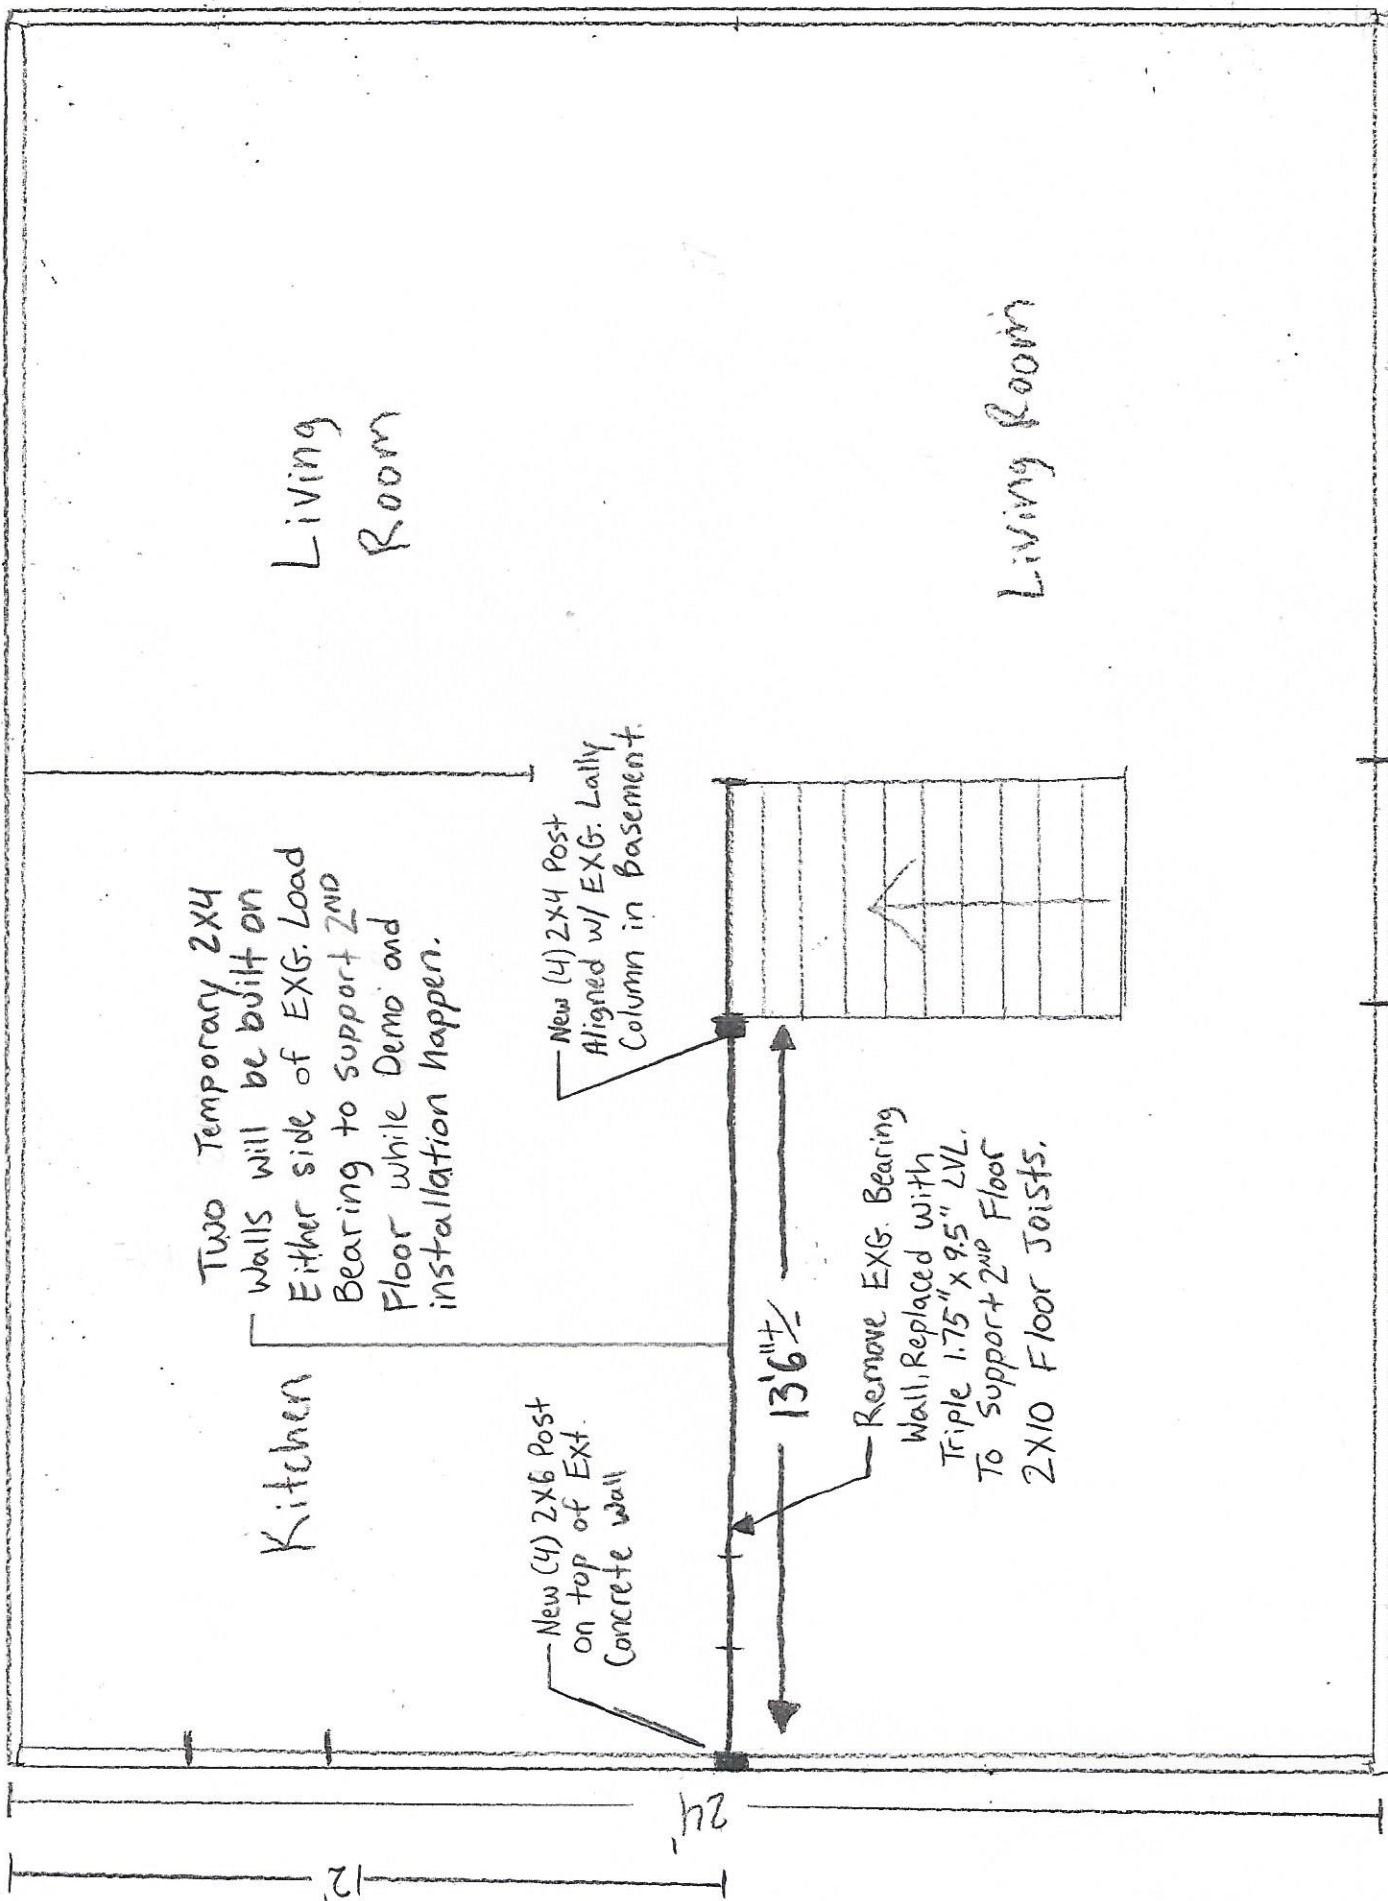 Two Temporary 2X4
Walls will be built on
Either side of EXG. Load
Bearing to support 2ND
Floor while Demo and
installation happen.
Kitchen
Living
Room
New (4) 2X6 Post
on top of Ext.
Concrete Wall
New (4) 2X4 Post
Aligned w/ EXG. Lally
Column in Basement.
13'6"+/-
Remove EXG. Bearing
Wall, Replaced with
Triple 1.75" X 9.5" LVL.
To Support 2ND Floor
2X10 Floor Joists.
Living Room
24'
12'